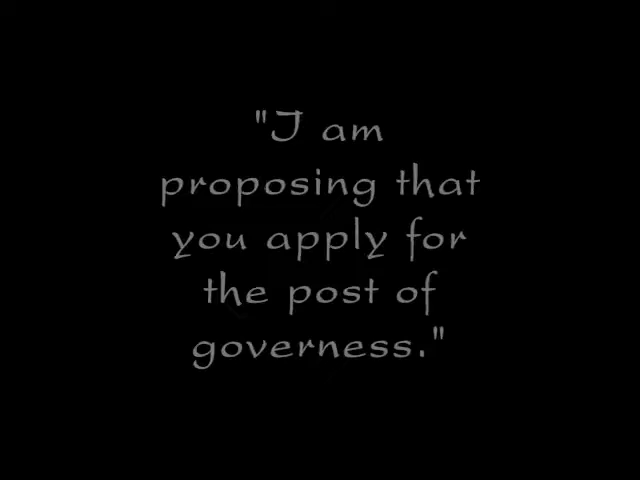 "I am
proposing that
you apply for
the post of
governess."